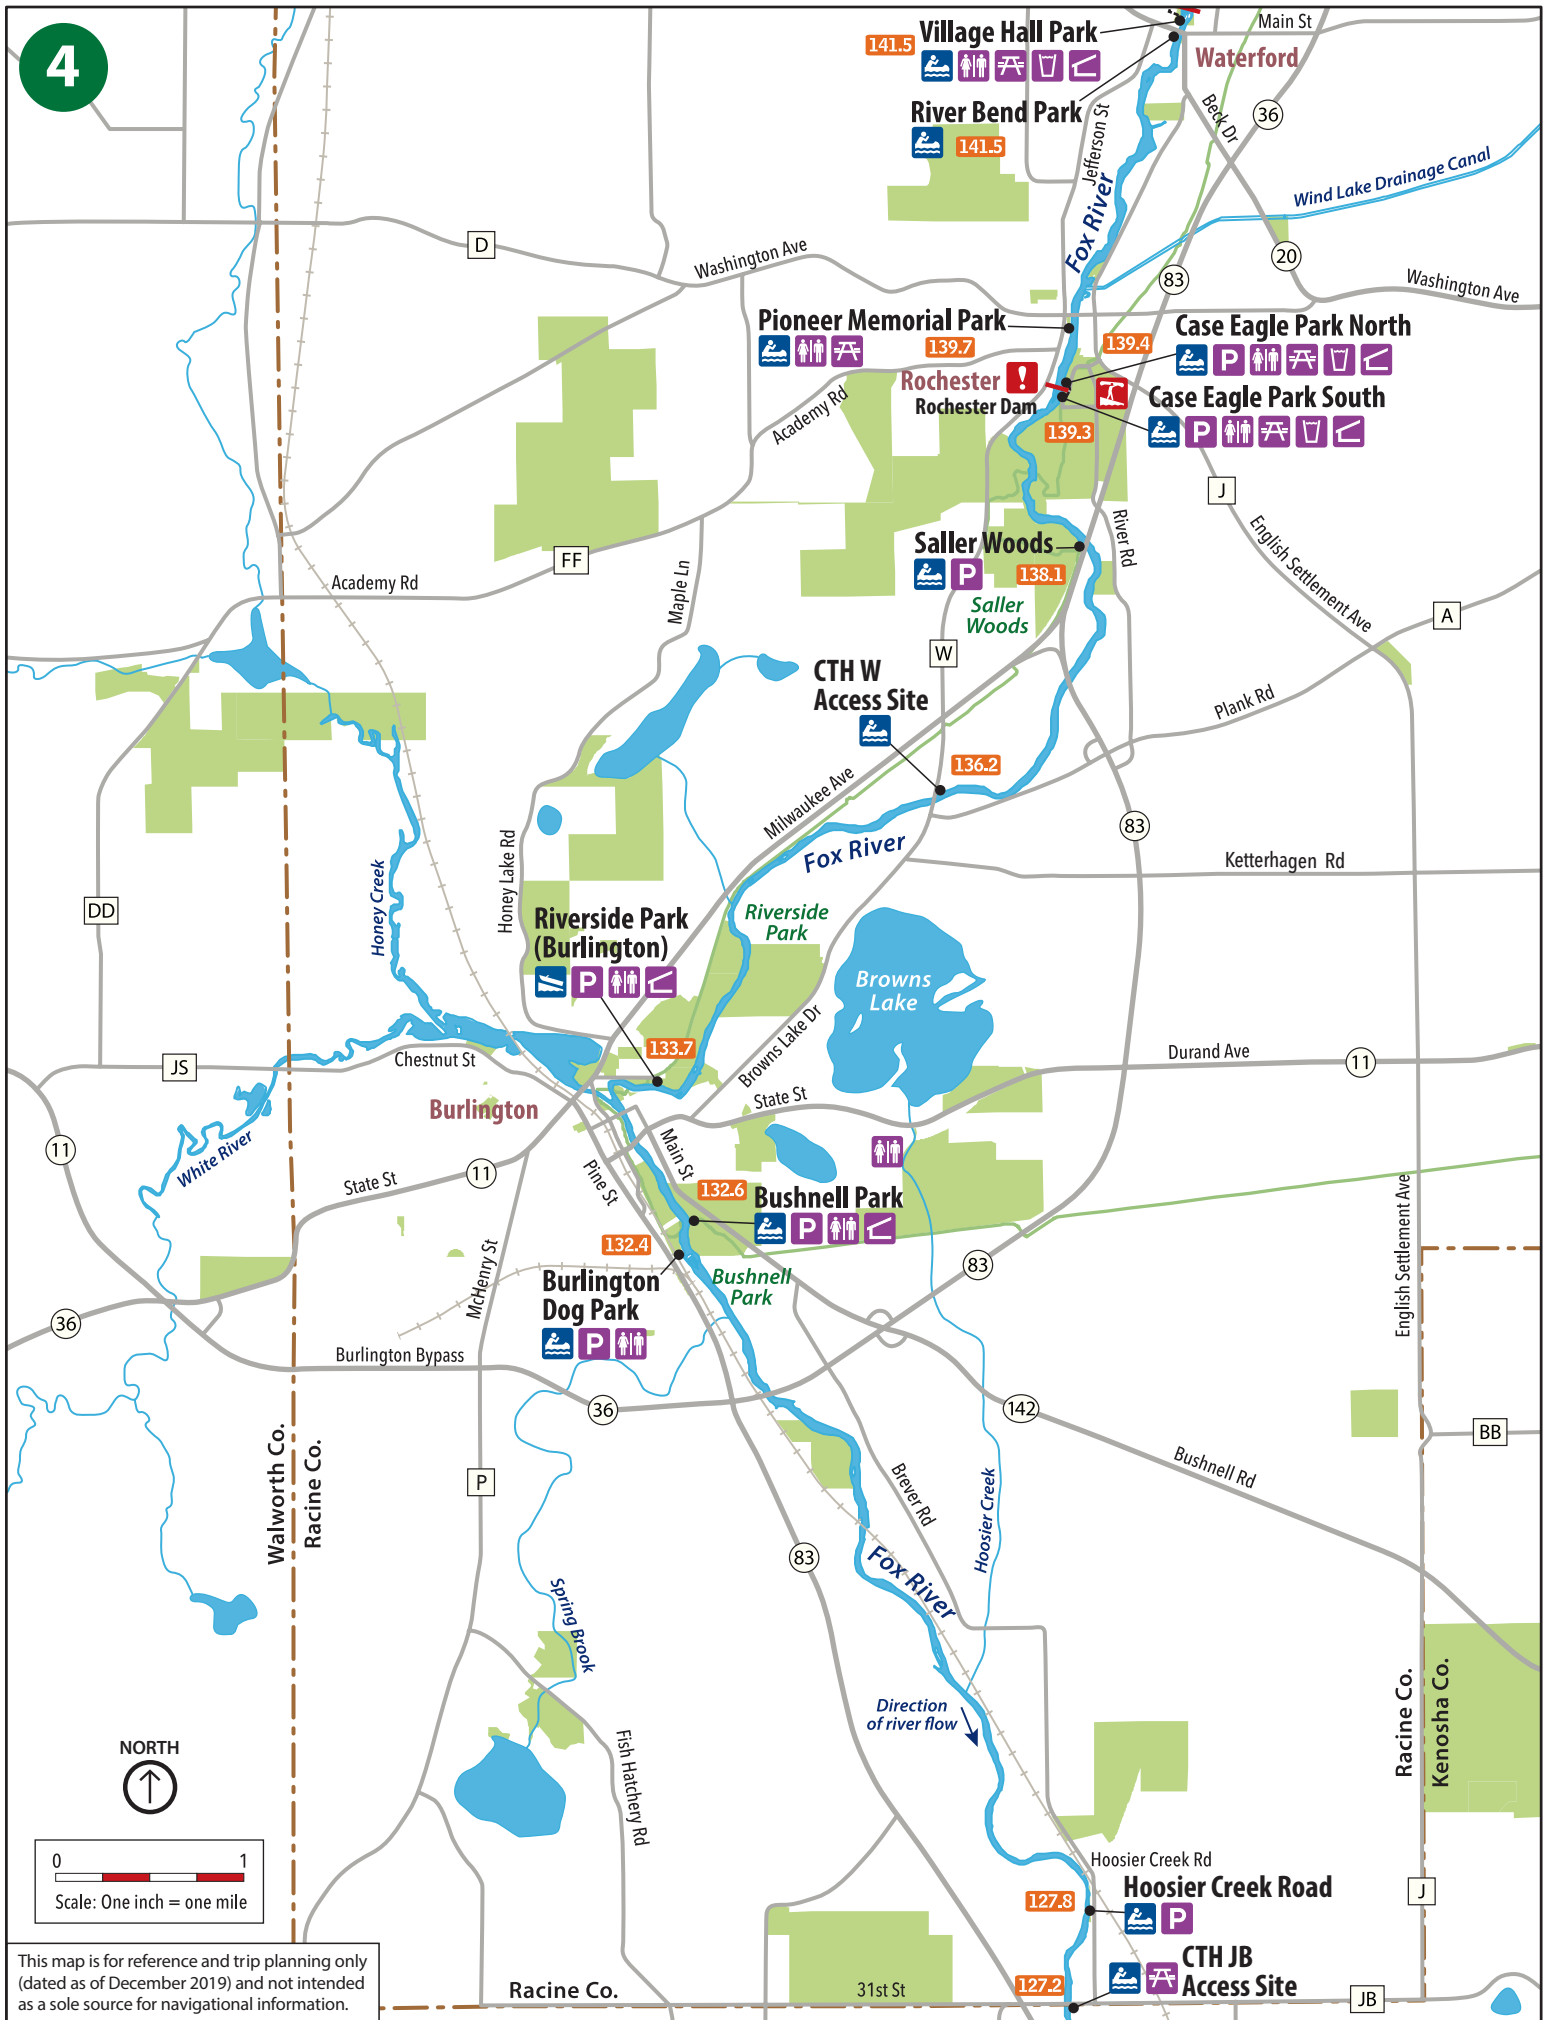 4
Main St
Village Hall Park
141.5
Waterford
River Bend Park
141.5
Jefferson St
Beck Dr
36
Fox River
Wind Lake Drainage Canal
D
Washington Ave
20
83
Washington Ave
Pioneer Memorial Park
139.7
139.4
Case Eagle Park North
P
Rochester
!
Rochester Dam
Case Eagle Park South
P
139.3
Academy Rd
J
River Rd
English Settlement Ave
Saller Woods
P
138.1
Saller
Woods
FF
Academy Rd
Maple Ln
A
W
CTH W
Access Site
Plank Rd
136.2
Milwaukee Ave
Fox River
83
Ketterhagen Rd
Honey Lake Rd
Honey Creek
DD
Riverside Park
(Burlington)
P
Riverside
Park
Browns
Lake
133.7
Browns Lake Dr
Durand Ave
11
JS
Chestnut St
Burlington
State St
11
White River
State St
11
Pine St
Main St
132.6
Bushnell Park
P
English Settlement Ave
132.4
Burlington
Dog Park
P
Bushnell
Park
83
McHenry St
36
Burlington Bypass
36
142
BB
Bushnell Rd
Walworth Co.
Racine Co.
P
Brever Rd
Hoosier Creek
83
Fox River
Spring Brook
Direction
of river flow
Racine Co.
Kenosha Co.
NORTH
Fish Hatchery Rd
0 1
Scale: One inch = one mile
Hoosier Creek Rd
127.8
Hoosier Creek Road
P
J
This map is for reference and trip planning only
(dated as of December 2019) and not intended
as a sole source for navigational information.
Racine Co.
31st St
127.2
CTH JB
Access Site
JB